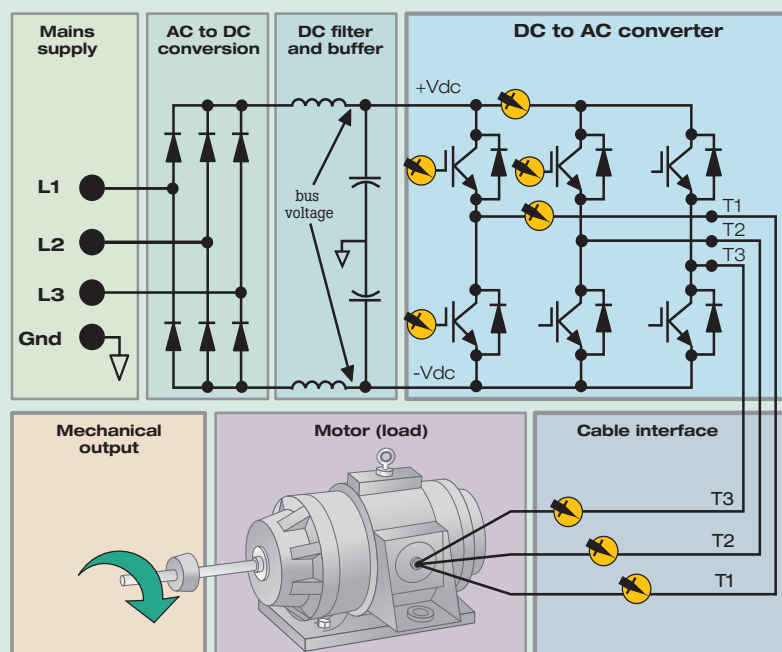 Mains
supply
AC to DC
conversion
DC filter
and buffer
DC to AC converter
+Vdc
L1
bus
voltage
T1
L2
T2
T3
L3
Gnd
-Vdc
Mechanical
output
Motor (load)
Cable interface
T3
T2
T1